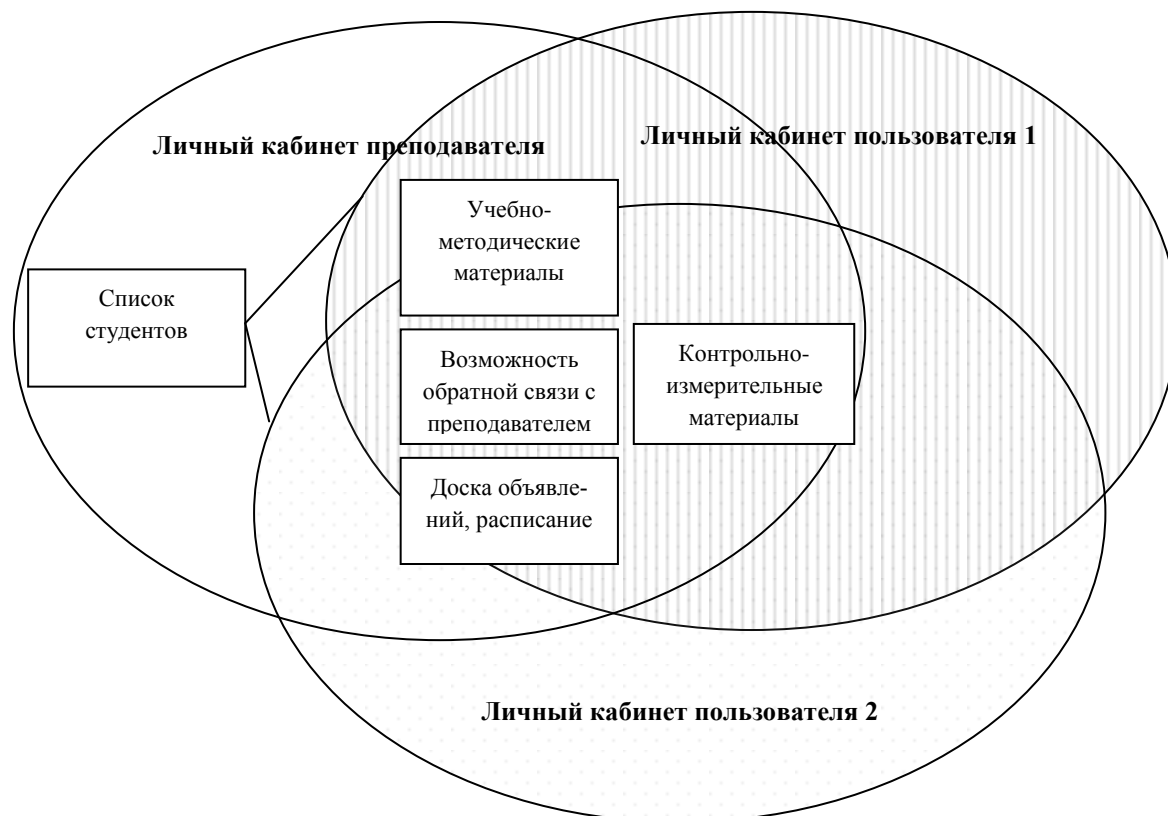 Личный кабинет пользователя 1
Личный кабинет преподавателя
Учебно-
методические
материалы
Список
студентов
Возможность
обратной связи с
преподавателем
Контрольно-
измерительные
материалы
Доска объявле-
ний, расписание
Личный кабинет пользователя 2